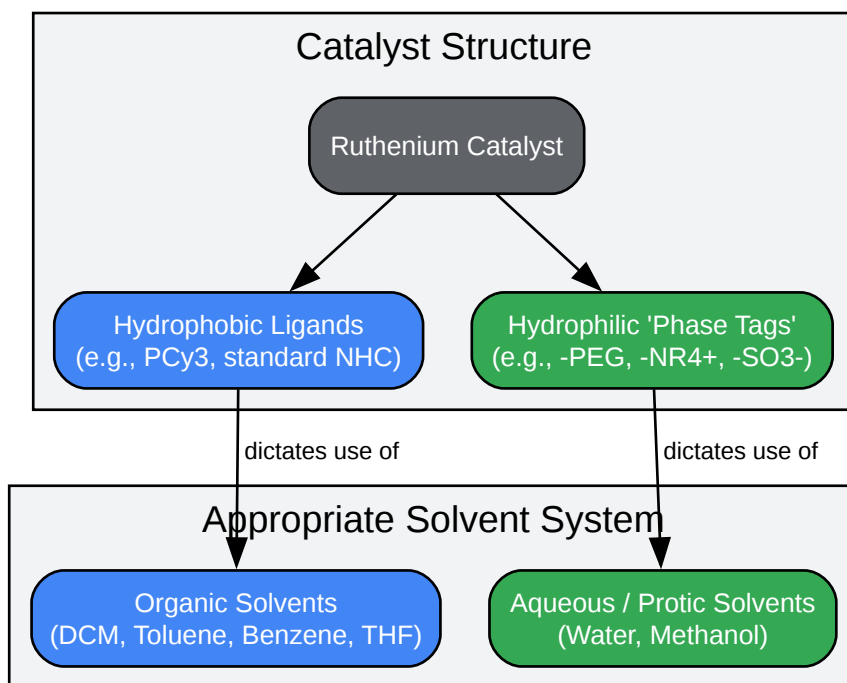 Catalyst Structure
Ruthenium Catalyst
Hydrophobic Ligands
(e.g., PCy3, standard NHC)
Hydrophilic 'Phase Tags'
(e.g., -PEG, -NR4+, -SO3-)
dictates use of
dictates use of
Appropriate Solvent System
Organic Solvents
(DCM, Toluene, Benzene, THF)
Aqueous / Protic Solvents
(Water, Methanol)